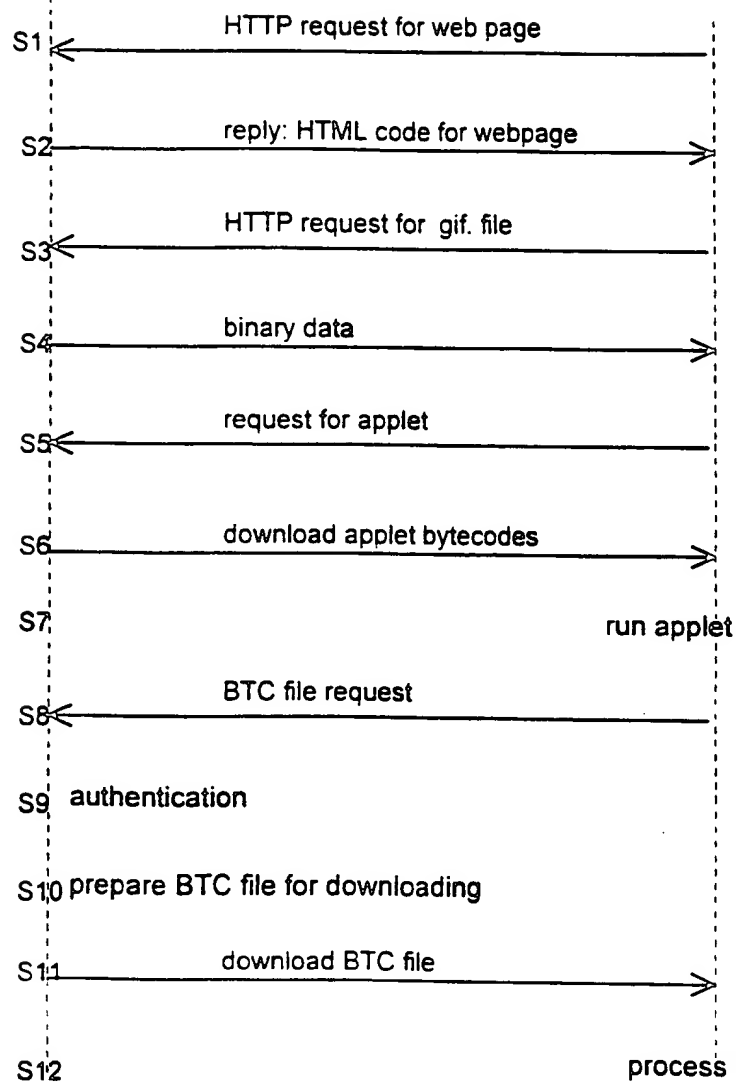 S1 HTTP request for web page
S2 reply: HTML code for webpage
S3 HTTP request for gif. file
S4 binary data
S5 request for applet
S6 download applet bytecodes
S7 run applet
S8 BTC file request
S9 authentication
S10 prepare BTC file for downloading
S11 download BTC file
S12 process